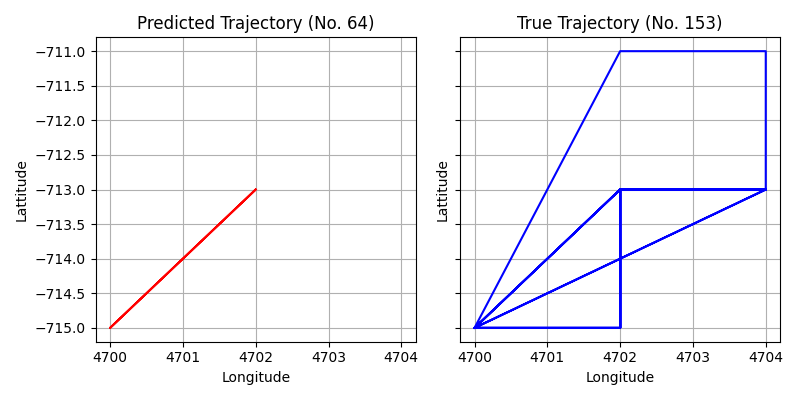 Predicted Trajectory (No. 64)
True Trajectory (No. 153)
Lattitude
−711.0
−711.5
−712.0
−712.5
−713.0
−713.5
−714.0
−714.5
−715.0
4700 4701 4702 4703 4704
Longitude
Lattitude
4700 4701 4702 4703 4704
Longitude